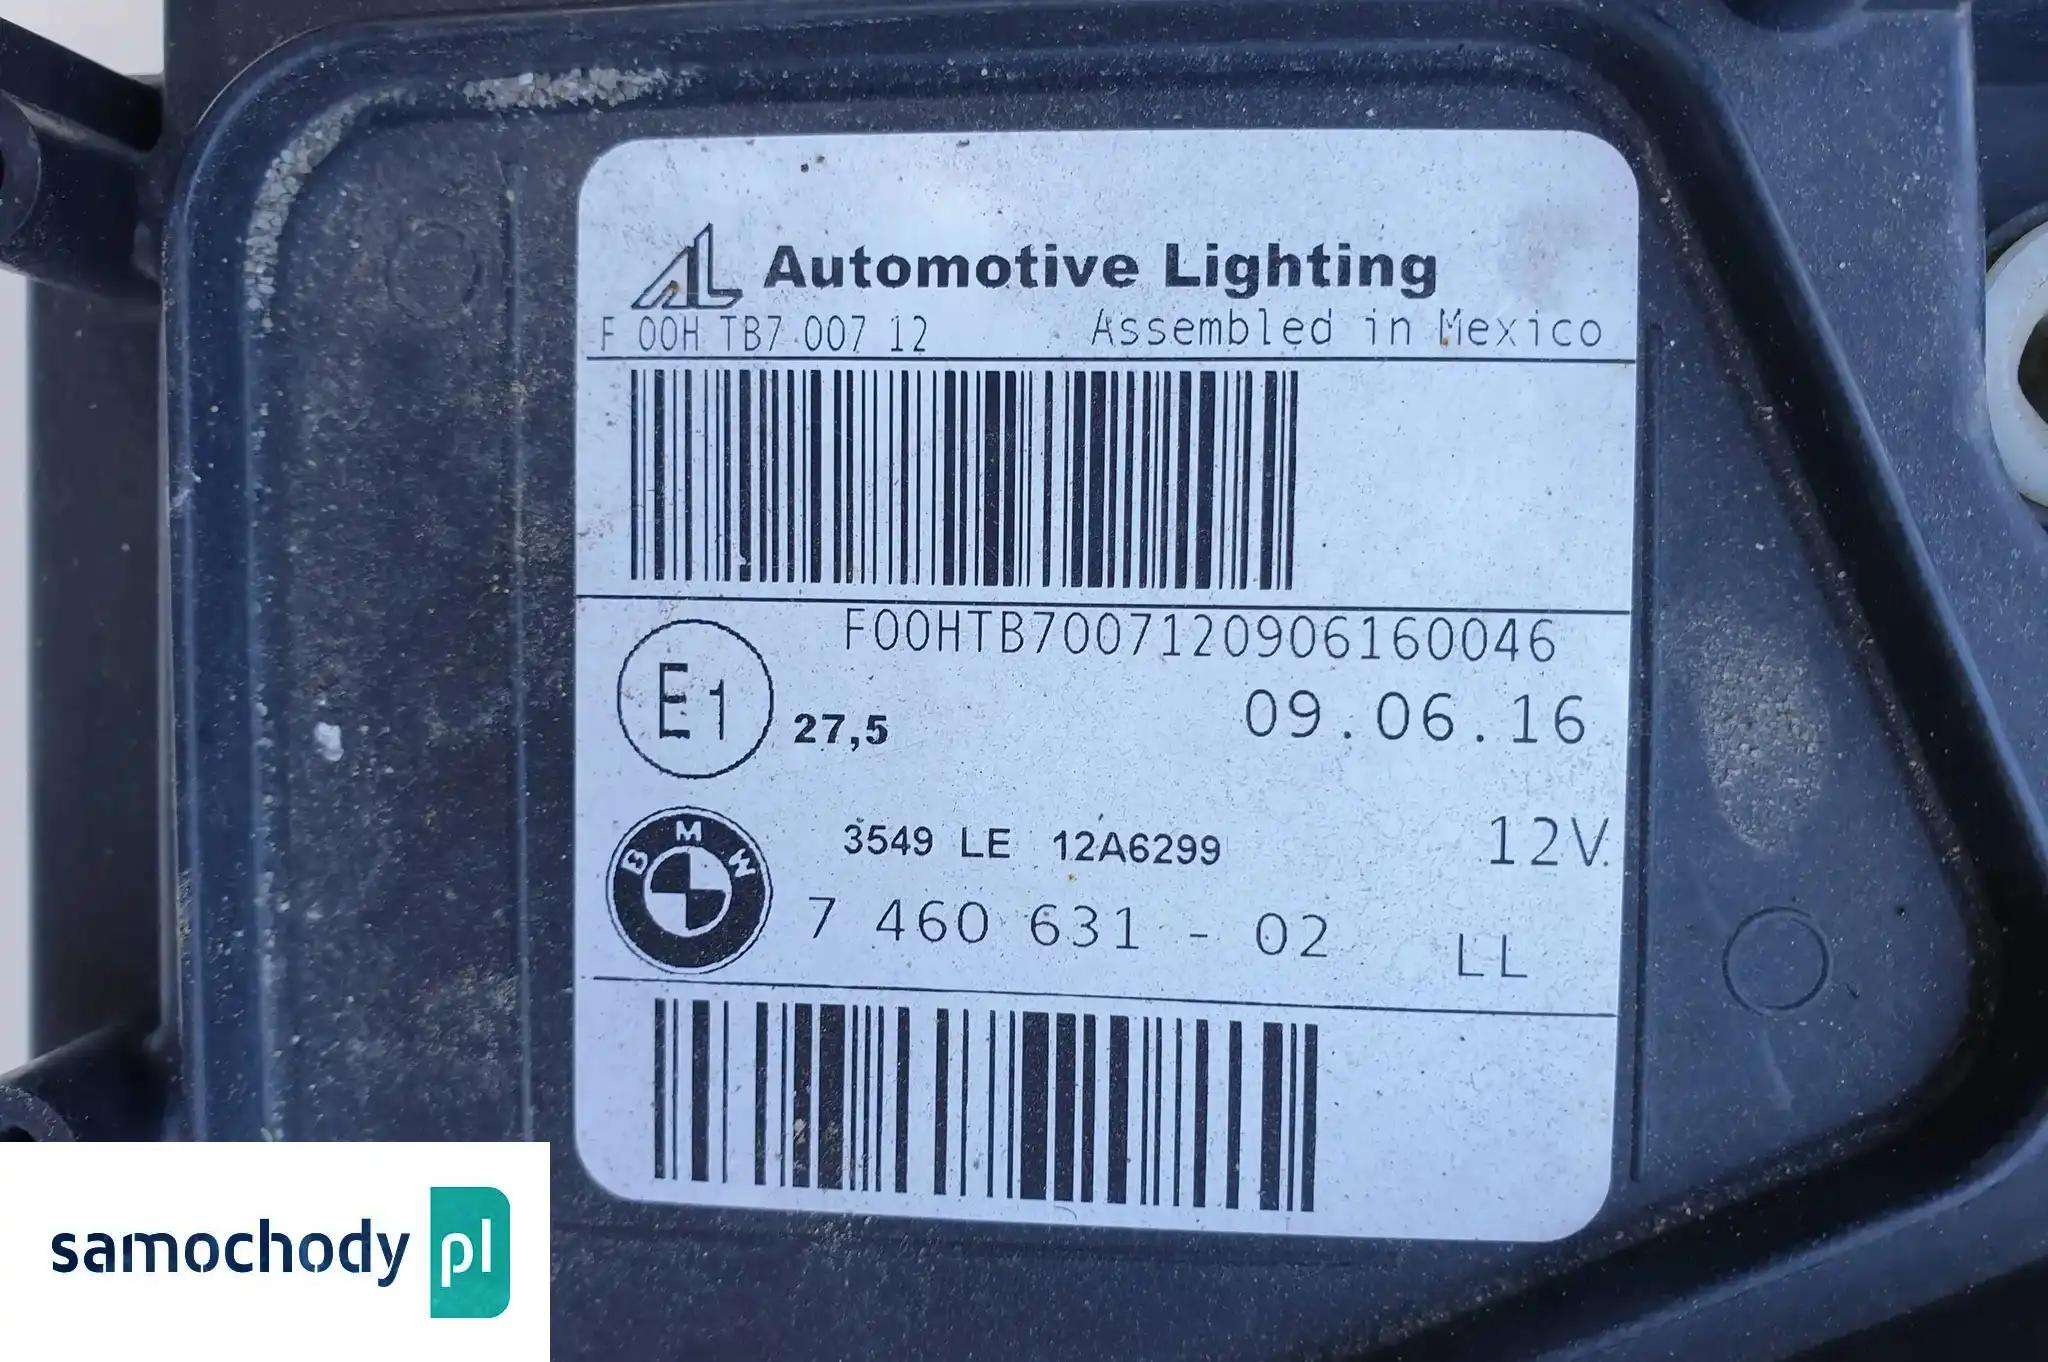 AL Automotive Lighting
F 00H TB7 007 12 Assembled in Mexico
F00HTB7007120906160046
E1 27,5 09.06.16
BMW 3549 LE 12A6299 12V
7 460 631 - 02 LL
samochody pl